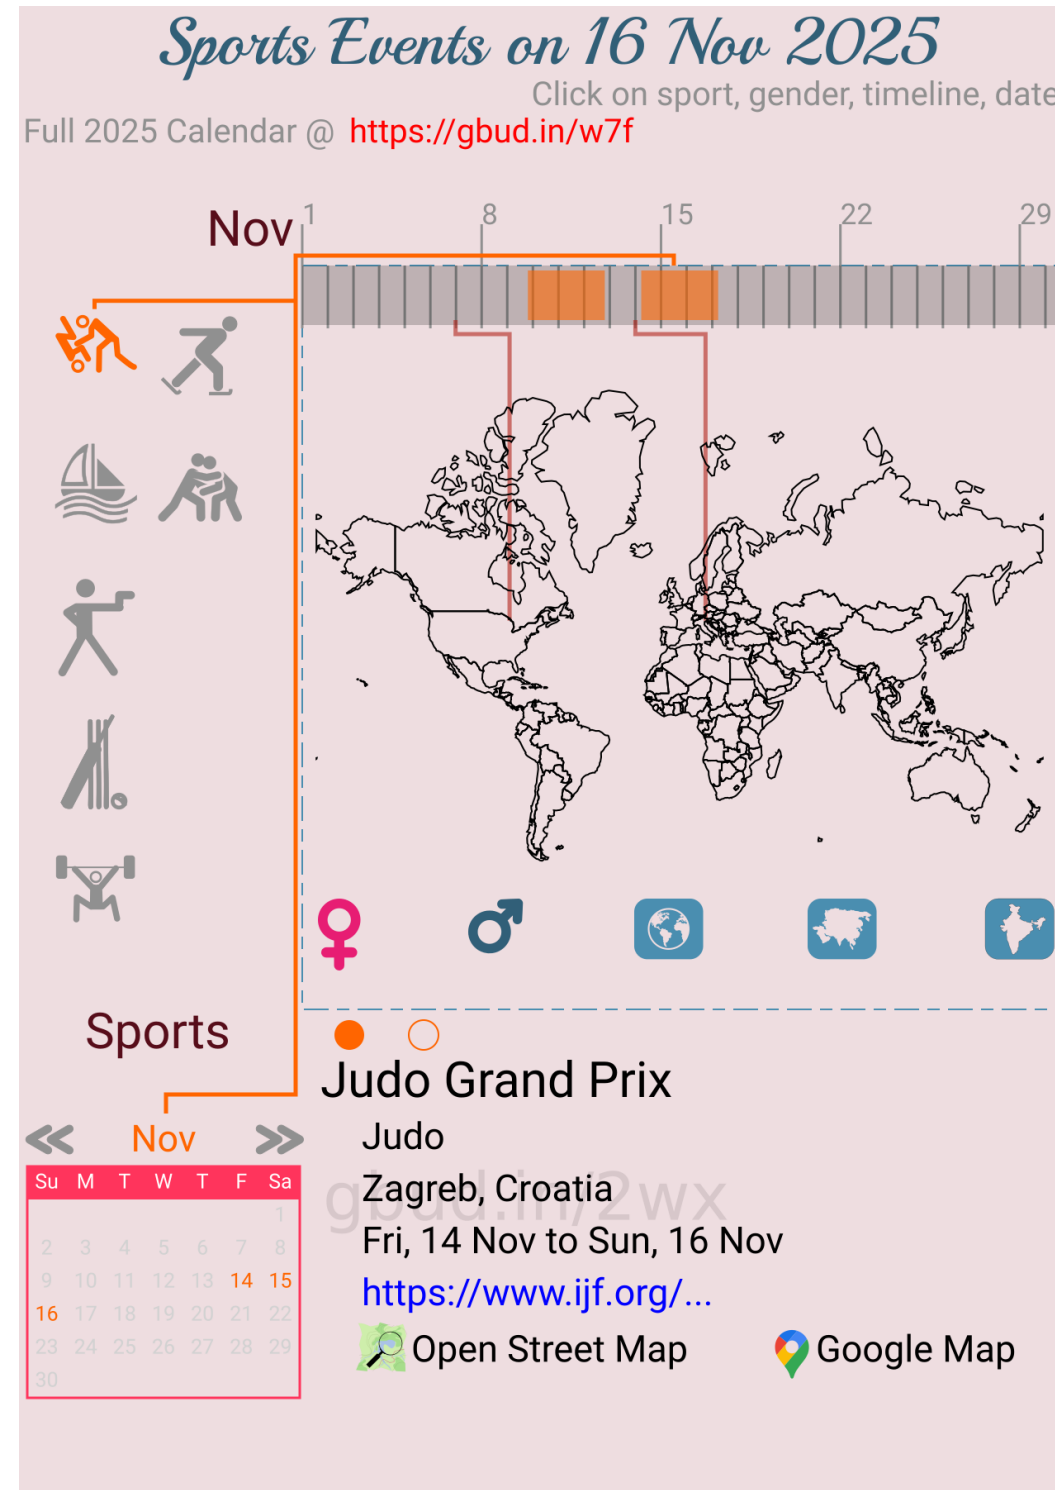 Sports Events on 16 Nov 2025
Click on sport, gender, timeline, date
Full 2025 Calendar @ https://gbud.in/w7f
1 8 15 22 29
Nov
Sports
Judo Grand Prix
Judo
Zagreb, Croatia
gbud.in/2wx
Fri, 14 Nov to Sun, 16 Nov
https://www.ijf.org/...
Open Street Map Google Map
Nov
Su M T W T F Sa
1
2 3 4 5 6 7 8
9 10 11 12 13 14 15
16 17 18 19 20 21 22
23 24 25 26 27 28 29
30